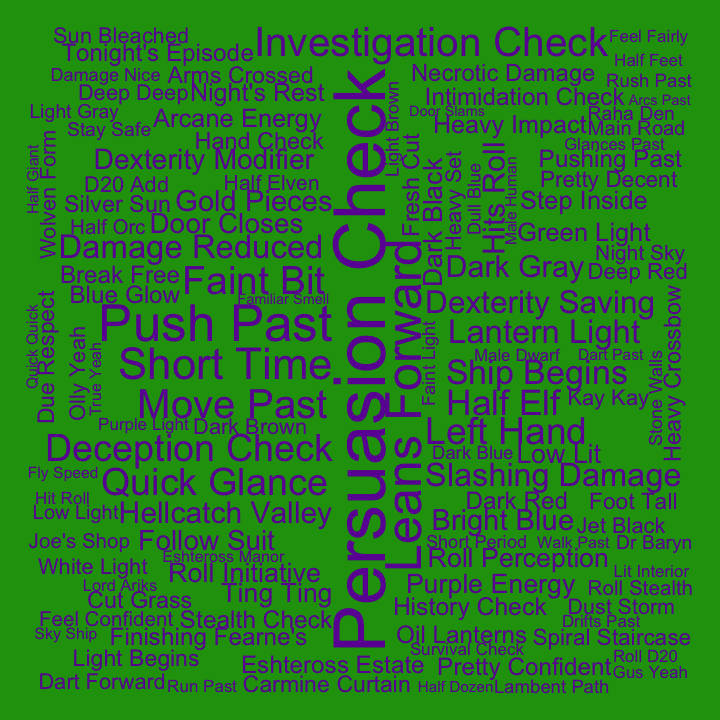 Sun Bleached
Investigation Check
Feel Fairly
Tonight's Episode
Half Feet
Damage Nice
Arms Crossed
Necrotic Damage
Rush Past
Deep Deep
Night's Rest
Intimidation Check
Arcs Past
Light Gray
Arcane Energy
Door Slams
Raha Den
Stay Safe
Heavy Impact
Main Road
Hand Check
Light Brown
Fresh Cut
Glances Past
Half Giant
Wolven Form
Dexterity Modifier
Pushing Past
D20 Add
Half Elven
Dark Black
Heavy Set
Dull Blue
Hits Roll
Male Human
Pretty Decent
Silver Sun
Gold Pieces
Step Inside
Half Orc
Door Closes
Green Light
Damage Reduced
Night Sky
Break Free
Faint Bit
Dark Gray
Deep Red
Blue Glow
Familiar Smell
Dexterity Saving
Persuasion Check
Leans Forward
Push Past
Lantern Light
Quick Quick
Due Respect
Olly Yeah
True Yeah
Short Time
Faint Light
Male Dwarf
Dart Past
Stone Walls
Heavy Crossbow
Ship Begins
Move Past
Half Elf
Kay Kay
Purple Light
Dark Brown
Left Hand
Deception Check
Dark Blue
Low Lit
Fly Speed
Quick Glance
Slashing Damage
Hit Roll
Dark Red
Foot Tall
Low Light
Hellcatch Valley
Bright Blue
Jet Black
Joe's Shop
Follow Suit
Short Period
Walk Past
Dr Baryn
Eshteross Manor
Roll Perception
White Light
Roll Initiative
Lit Interior
Lord Ariks
Ting Ting
Purple Energy
Roll Stealth
Cut Grass
History Check
Dust Storm
Feel Confident
Stealth Check
Drifts Past
Sky Ship
Finishing Fearne's
Oil Lanterns
Spiral Staircase
Survival Check
Light Begins
Eshteross Estate
Pretty Confident
Roll D20
Gus Yeah
Dart Forward
Run Past
Carmine Curtain
Half Dozen
Lambent Path